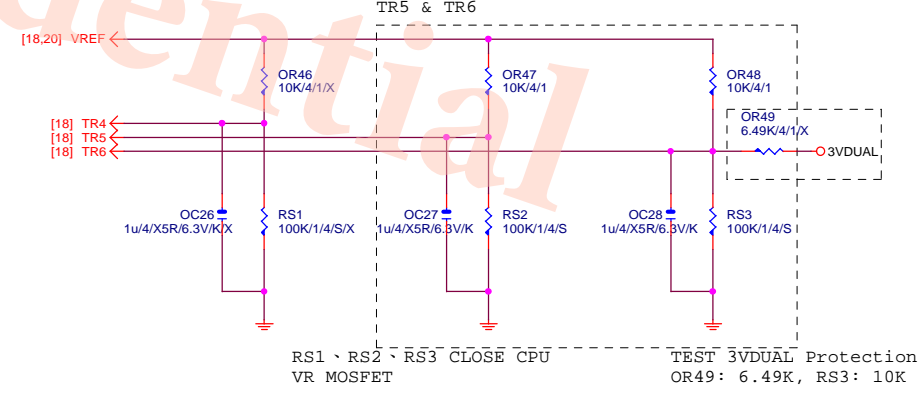 TR5 & TR6
[18,20] VREF
OR46
10K/4/1/X
OR47
10K/4/1
OR48
10K/4/1
OR49
6.49K/4/1/X
[18] TR4
[18] TR5
[18] TR6
3VDUAL
OC26
1u/4/X5R/6.3V/K/X
RS1
100K/1/4/S/X
OC27
1u/4/X5R/6.3V/K
RS2
100K/1/4/S
OC28
1u/4/X5R/6.3V/K
RS3
100K/1/4/S
RS1、RS2、RS3 CLOSE CPU
VR MOSFET
TEST 3VDUAL Protection
OR49: 6.49K, RS3: 10K
dential